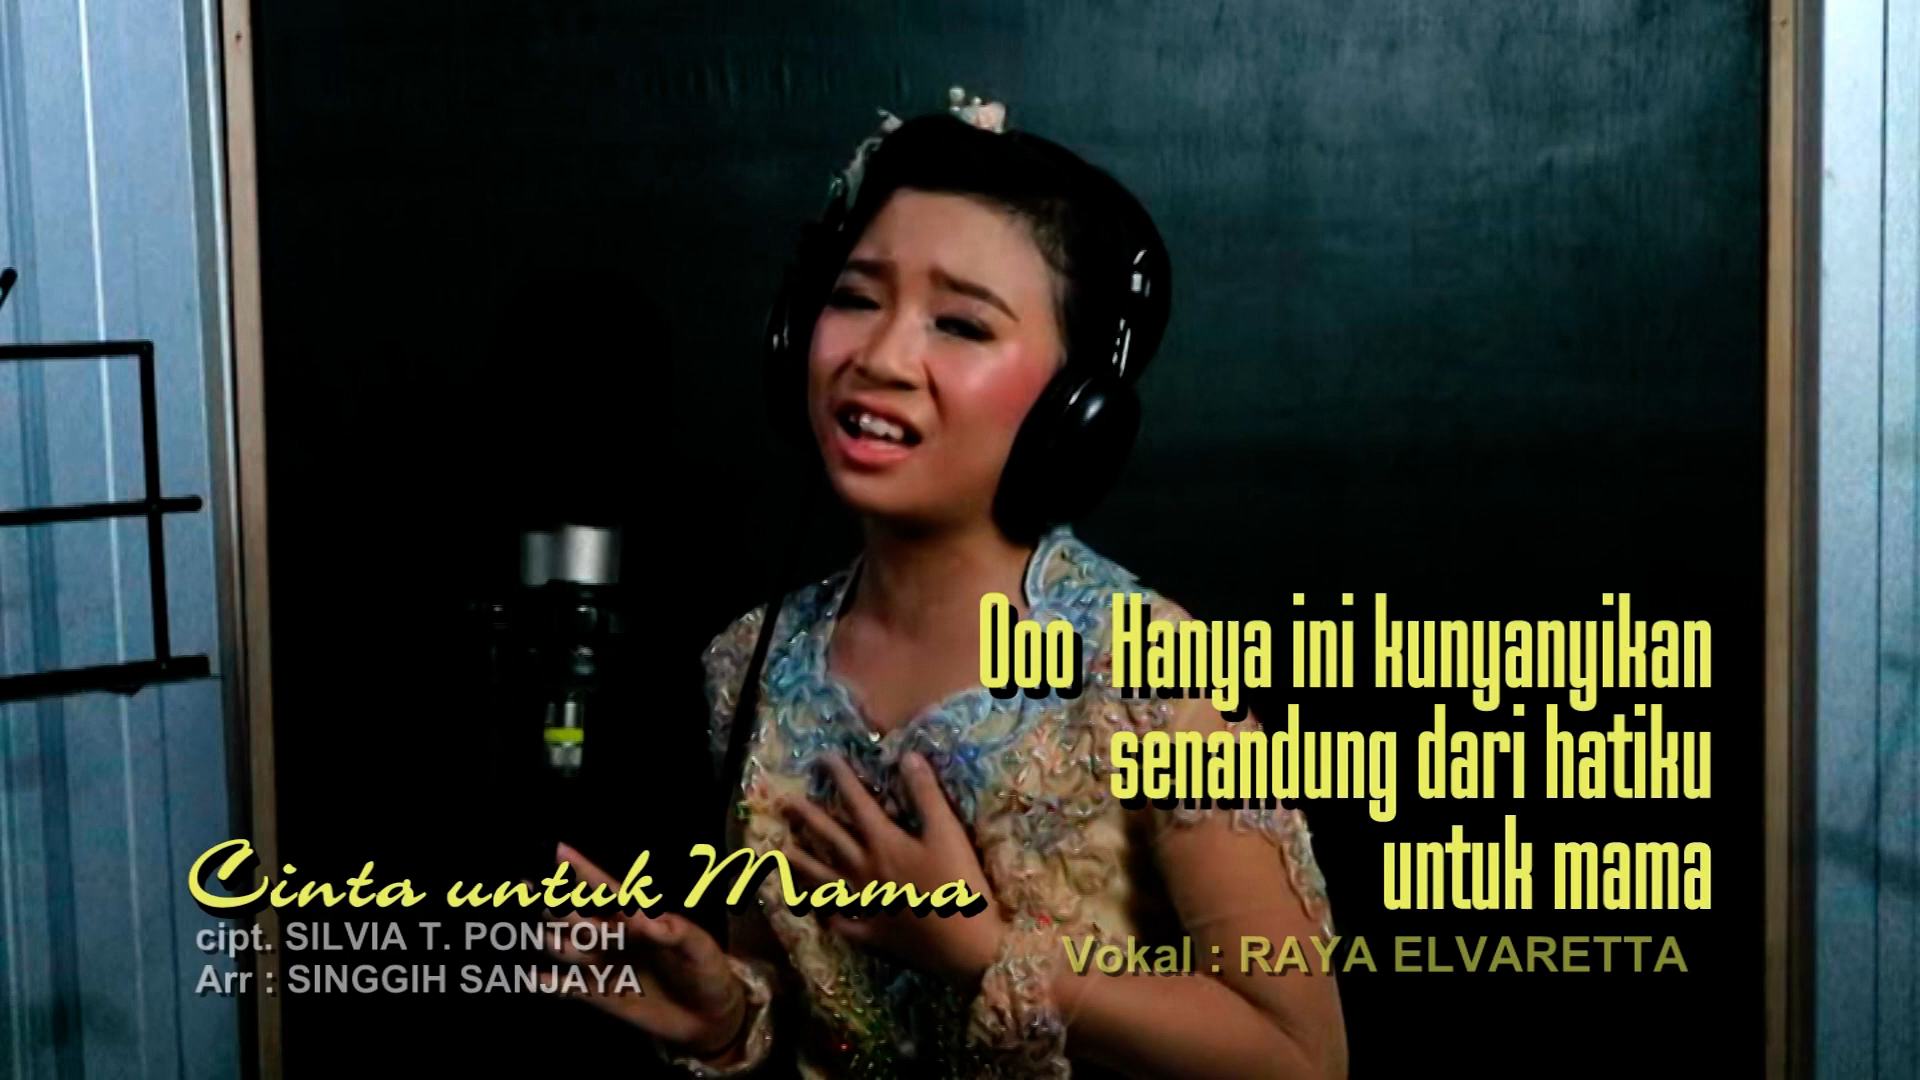 Ooo Hanya ini kunyanyikan
senandung dari hatiku
untuk mama
Cinta untuk Mama
cipt. SILVIA T. PONTOH
Arr : SINGGIH SANJAYA
Vokal : RAYA ELVARETTA